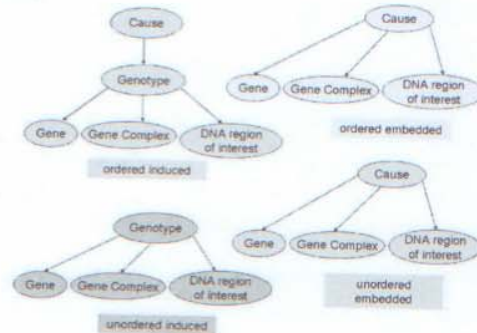 Cause
Genotype
Gene
Gene Complex
DNA region
of interest
ordered induced
Cause
Gene
Gene Complex
DNA region
of interest
ordered embedded
Genotype
Gene
Gene Complex
DNA region
of interest
unordered induced
Cause
Gene
Gene Complex
DNA region
of interest
unordered
embedded